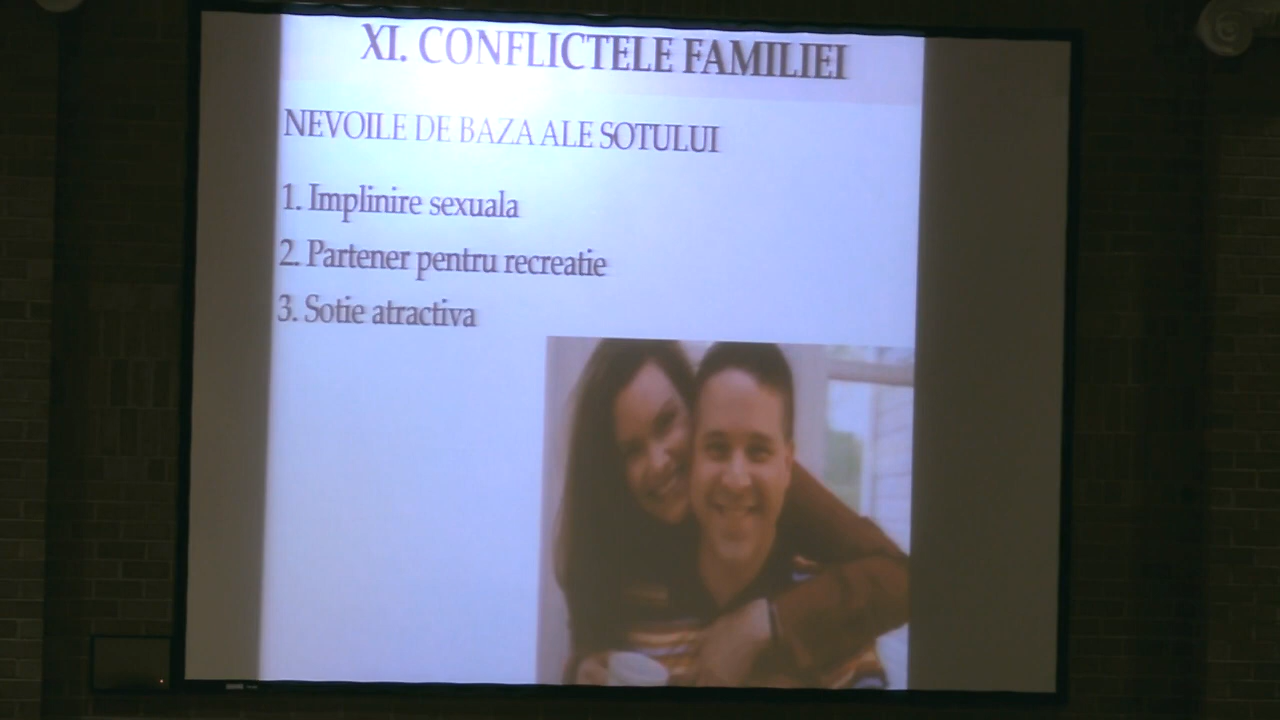 XI. CONFLICTELE FAMILIEI
NEVOILE DE BAZA ALE SOTULUI
1. Implinire sexuala
2. Partener pentru recreatie
3. Sotie atractiva